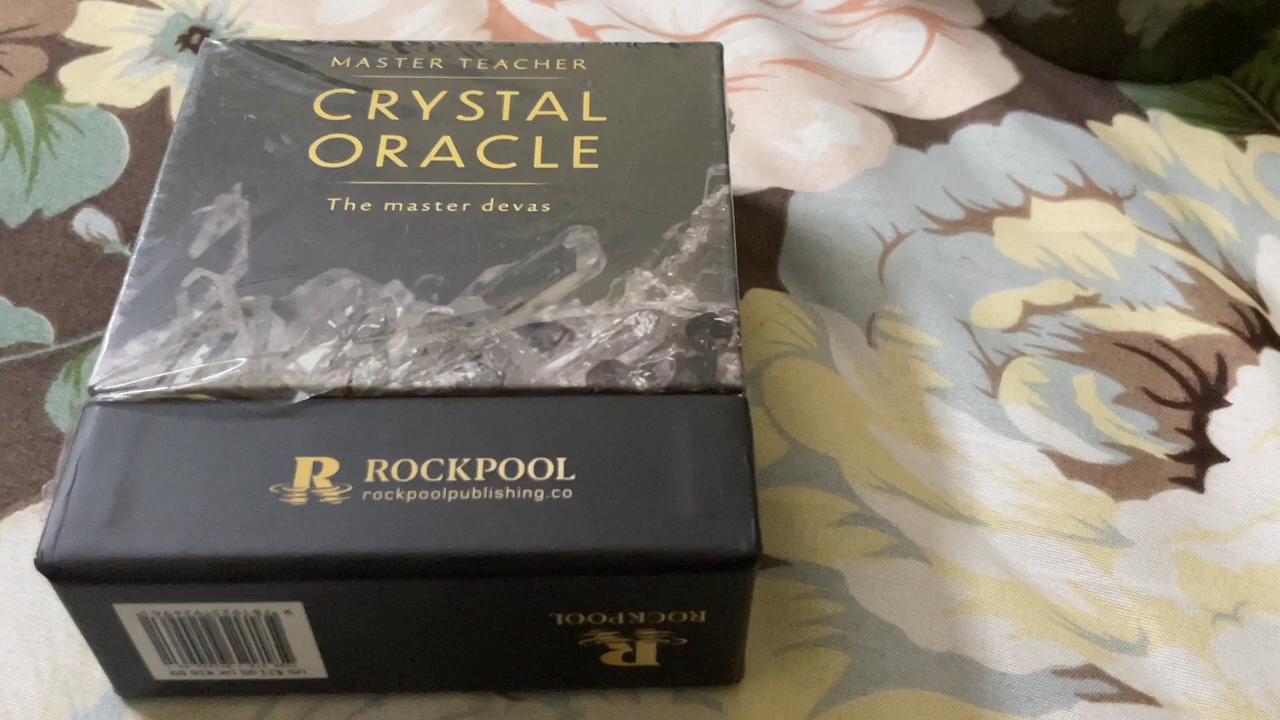 MASTER TEACHER
CRYSTAL
ORACLE
The master devas
R ROCKPOOL
rockpoolpublishing.co
ROCKPOOL
R